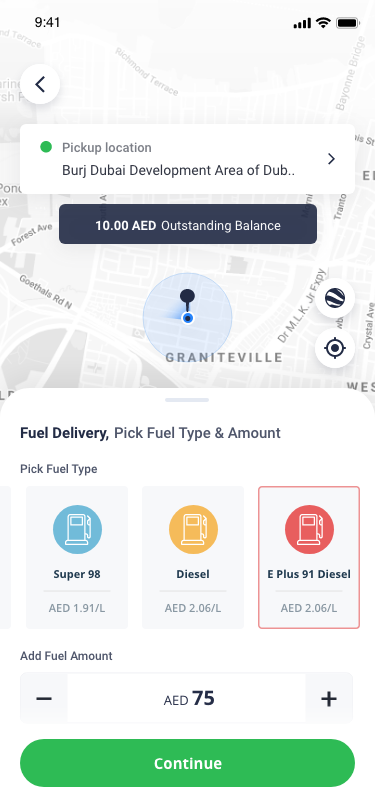 9:41
nd Terrace
Richmond Terrace
Bayonne Bridge
Pickup location
Burj Dubai Development Area of Dub..
10.00 AED Outstanding Balance
Forest Ave
Goethals Rd N
Dr M.L.K. Jr Fxpy
Crystal Ave
GRANITEVILLE
WES
Fuel Delivery, Pick Fuel Type & Amount
Pick Fuel Type
Super 98
Diesel
E Plus 91 Diesel
AED 1.91/L
AED 2.06/L
AED 2.06/L
Add Fuel Amount
AED 75
Continue